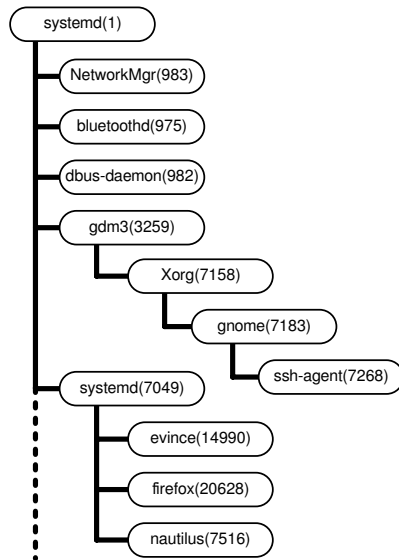 systemd(1)
NetworkMgr(983)
bluetoothd(975)
dbus-daemon(982)
gdm3(3259)
Xorg(7158)
gnome(7183)
ssh-agent(7268)
systemd(7049)
evince(14990)
firefox(20628)
nautilus(7516)